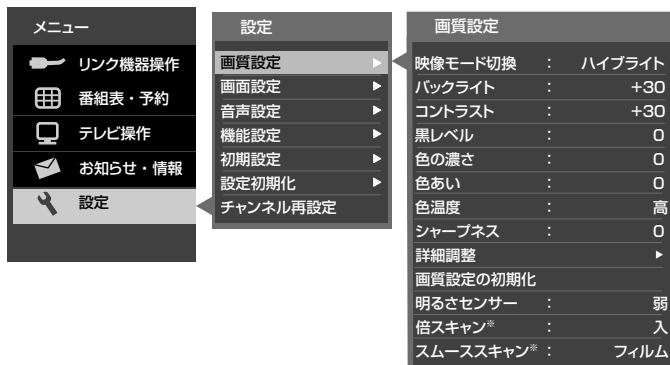 メニュー
リンク機器操作
番組表・予約
テレビ操作
お知らせ・情報
設定
設定
画質設定
画面設定
音声設定
機能設定
初期設定
設定初期化
チャンネル再設定
画質設定
映像モード切換 : ハイブライト
バックライト : +30
コントラスト : +30
黒レベル : 0
色の濃さ : 0
色あい : 0
色温度 : 高
シャープネス : 0
詳細調整
画質設定の初期化
明るさセンサー : 弱
倍スキャン※ : 入
スムーススキャン※ : フィルム